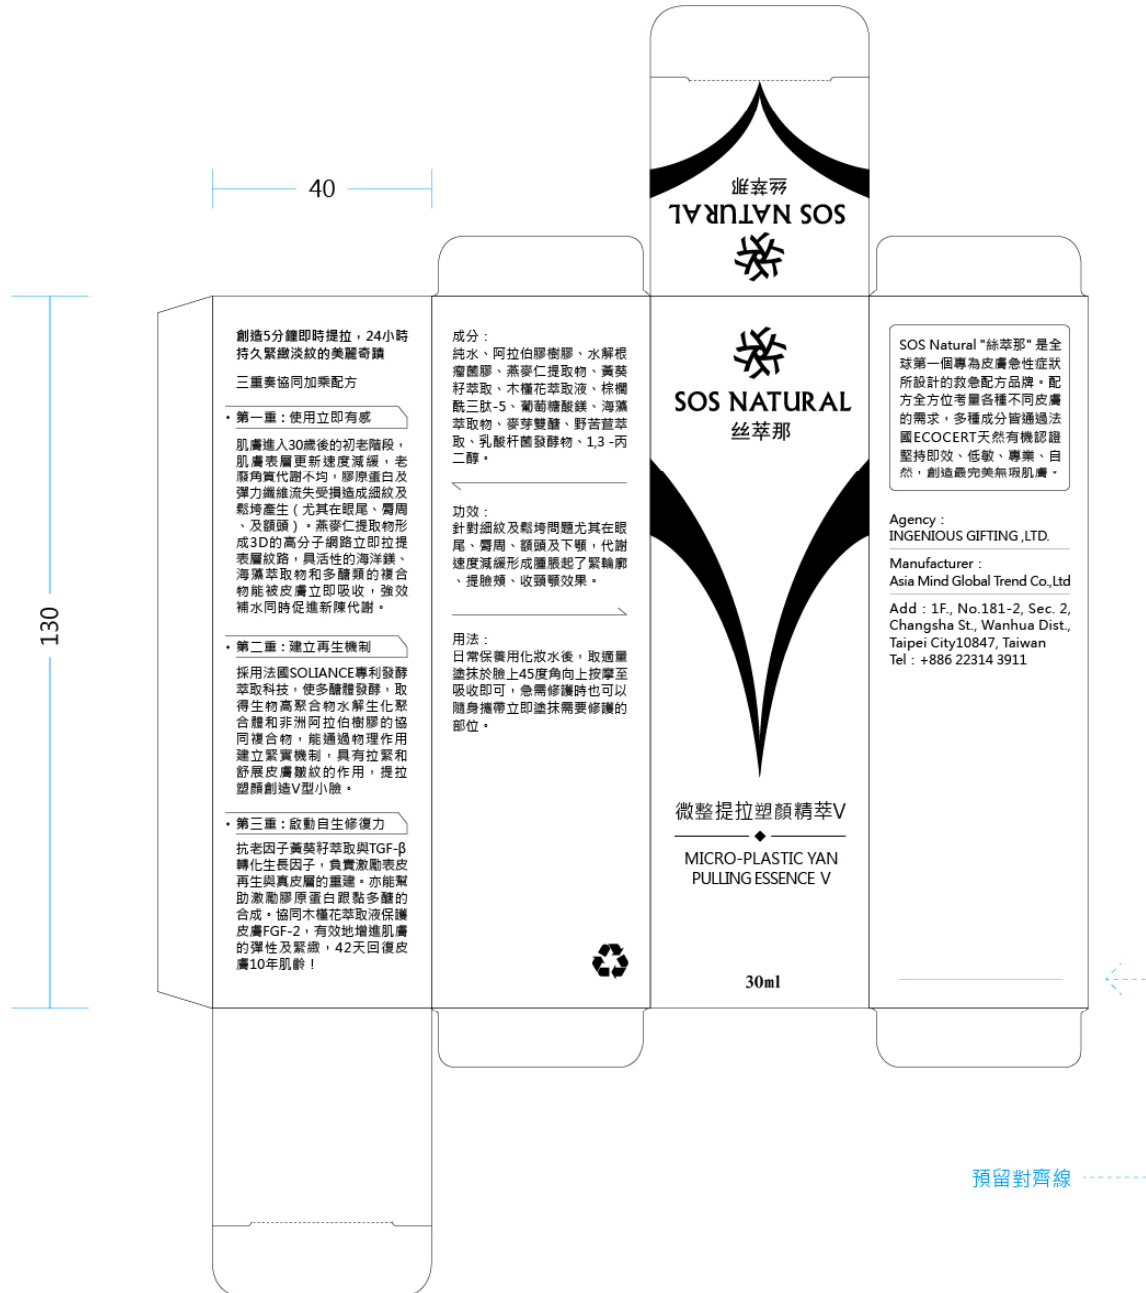 絲萃那
SOS NATURAL
40
130
創造5分鐘即時提拉，24小時
持久緊緻淡紋的美麗奇蹟
三重奏協同加乘配方
• 第一重：使用立即有感
肌膚進入30歲後的初老階段，
肌膚表層更新速度減緩，老
廢角質代謝不均，膠原蛋白及
彈力纖維流失受損造成細紋及
鬆垮產生（尤其在眼尾、唇周
、及額頭）。燕麥仁提取物形
成3D的高分子網路立即拉提
表層紋路，具活性的海洋鎂、
海藻萃取物和多醣類的複合
物能被皮膚立即吸收，強效
補水同時促進新陳代謝。
• 第二重：建立再生機制
採用法國SOLIANCE專利發酵
萃取科技，使多醣體發酵，取
得生物高聚合物水解生化聚
合體和非洲阿拉伯樹膠的協
同複合物，能通過物理作用
建立緊實機制，具有拉緊和
舒展皮膚皺紋的作用，提拉
塑顏創造V型小臉。
• 第三重：啟動自生修復力
抗老因子黃葵籽萃取與TGF-β
轉化生長因子，負責激勵表皮
再生與真皮層的重建。亦能幫
助激勵膠原蛋白跟黏多醣的
合成。協同木槿花萃取液保護
皮膚FGF-2，有效地增進肌膚
的彈性及緊緻，42天回復皮
膚10年肌齡！
成分：
純水、阿拉伯膠樹膠、水解根
瘤菌膠、燕麥仁提取物、黃葵
籽萃取、木槿花萃取液、棕櫚
酰三肽-5、葡萄糖酸鎂、海藻
萃取物、麥芽雙醣、野苦苣萃
取、乳酸杆菌發酵物、1,3 -丙
二醇。
功效：
針對細紋及鬆垮問題尤其在眼
尾、唇周、額頭及下顎，代謝
速度減緩形成腫脹起了緊輪廓
、提臉頰、收頸顎效果。
用法：
日常保養用化妝水後，取適量
塗抹於臉上45度角向上按摩至
吸收即可，急需修護時也可以
隨身攜帶立即塗抹需要修護的
部位。
SOS NATURAL
丝萃那
微整提拉塑顏精萃V
MICRO-PLASTIC YAN
PULLING ESSENCE V
30ml
SOS Natural "絲萃那" 是全
球第一個專為皮膚急性症狀
所設計的救急配方品牌。配
方全方位考量各種不同皮膚
的需求，多種成分皆通過法
國ECOCERT天然有機認證
堅持即效、低敏、專業、自
然，創造最完美無瑕肌膚。
Agency：
INGENIOUS GIFTING ,LTD.
Manufacturer：
Asia Mind Global Trend Co.,Ltd
Add：1F., No.181-2, Sec. 2,
Changsha St., Wanhua Dist.,
Taipei City10847, Taiwan
Tel：+886 22314 3911
預留對齊線